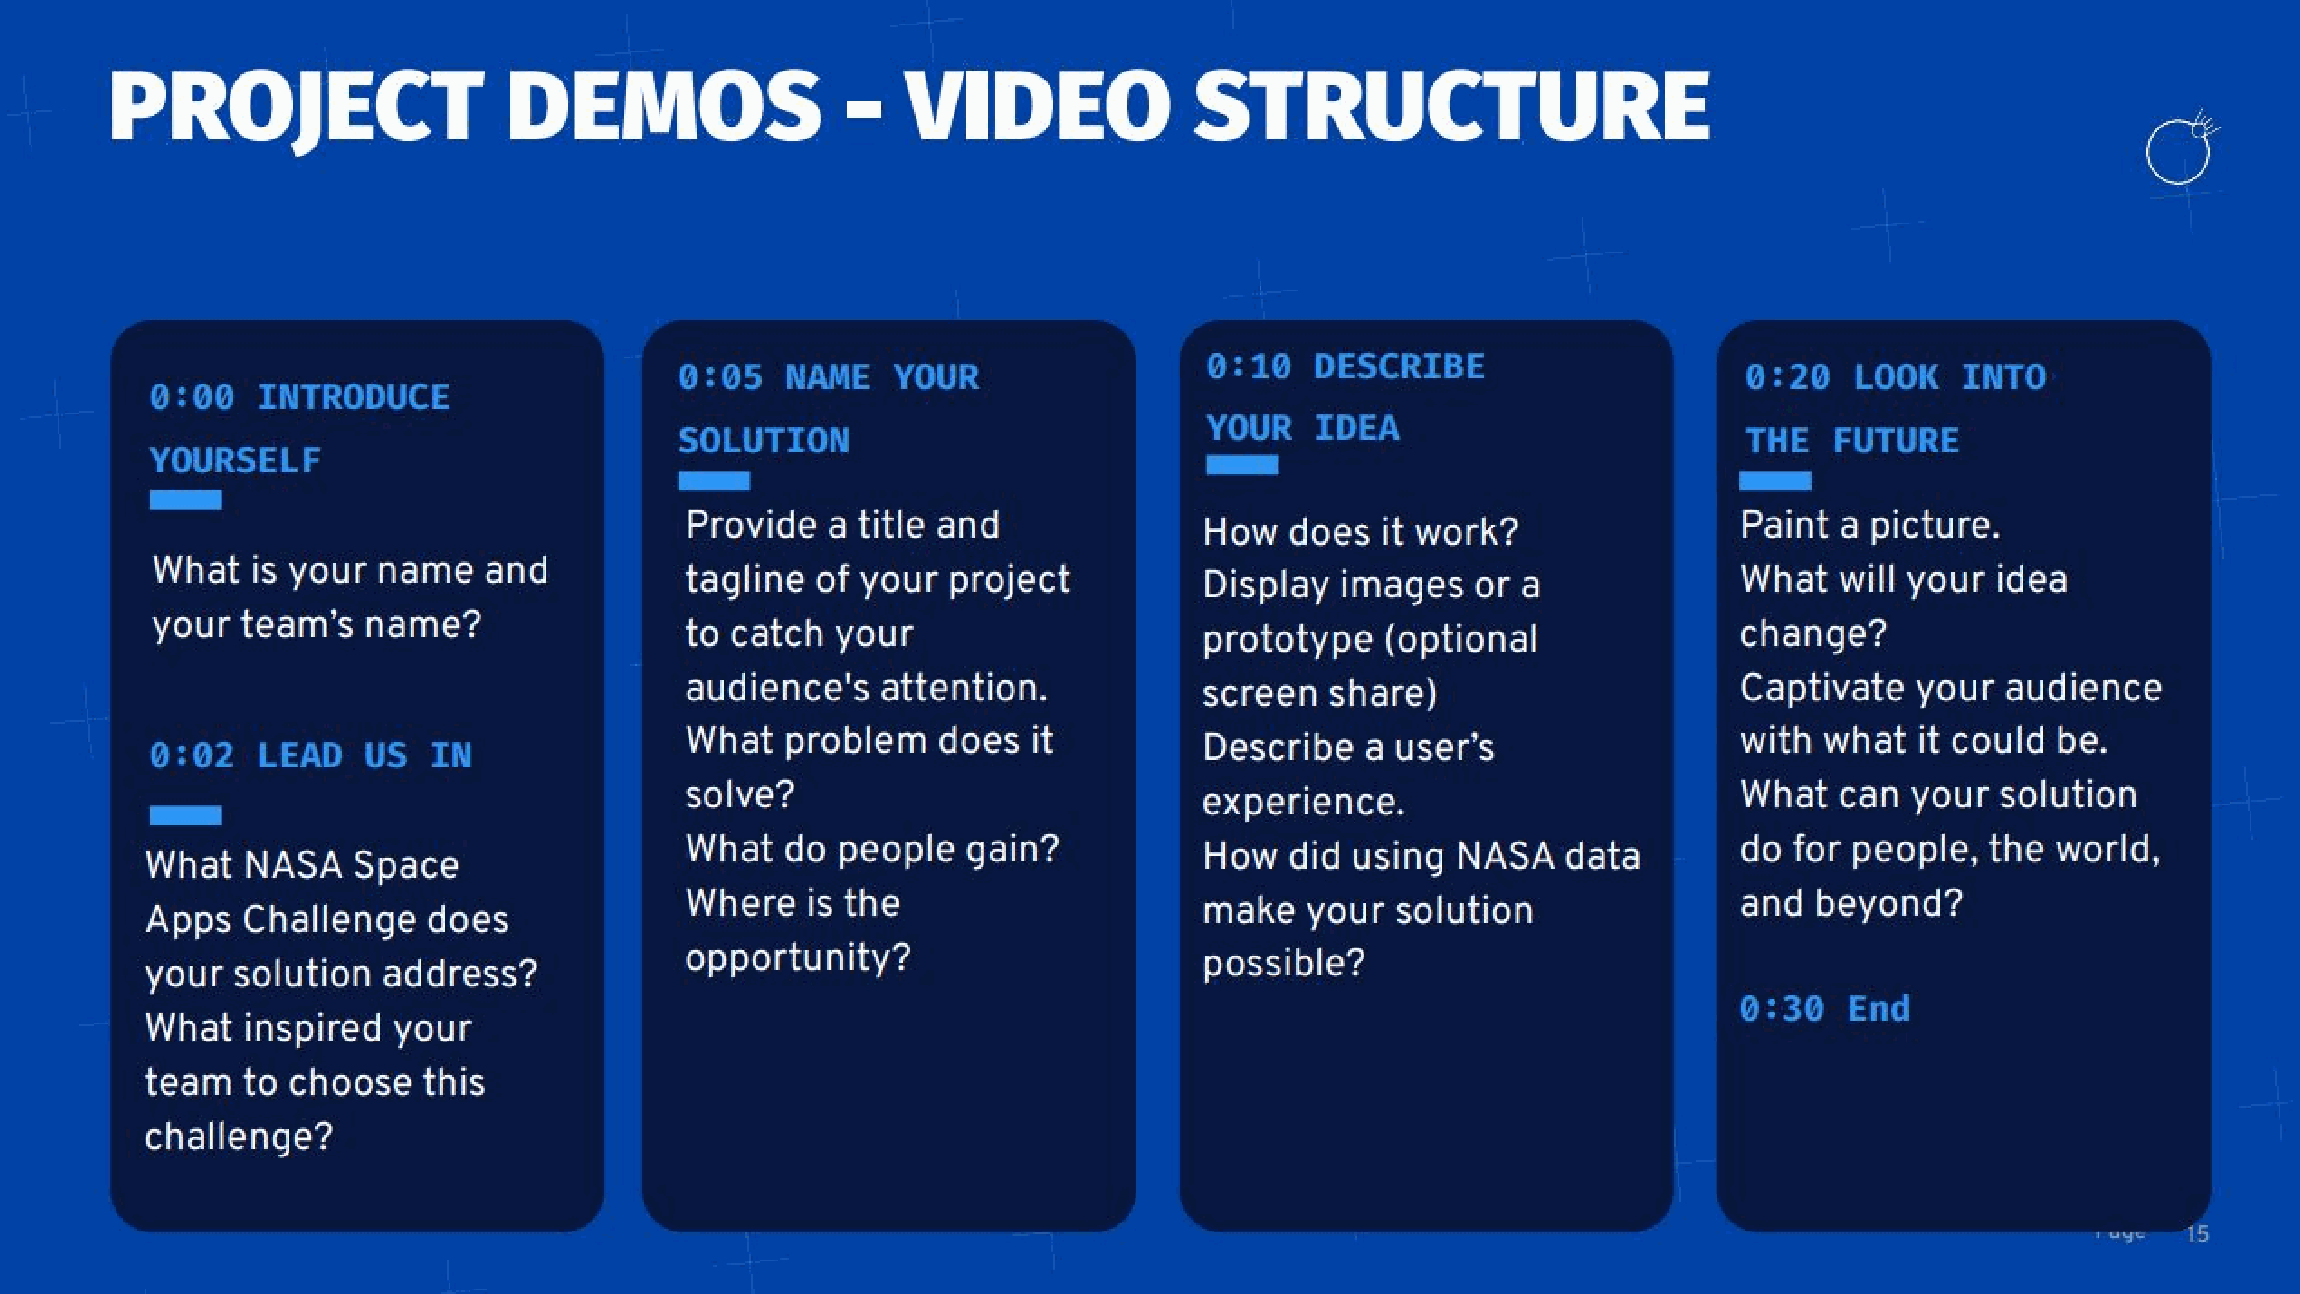 PROJECT DEMOS - VIDEO STRUCTURE
0:00 INTRODUCE
YOURSELF
What is your name and
your team's name?
0:02 LEAD US IN
What NASA Space
Apps Challenge does
your solution address?
What inspired your
team to choose this
challenge?
0:05 NAME YOUR
SOLUTION
Provide a title and
tagline of your project
to catch your
audience's attention.
What problem does it
solve?
What do people gain?
Where is the
opportunity?
0:10 DESCRIBE
YOUR IDEA
How does it work?
Display images or a
prototype (optional
screen share)
Describe a user's
experience.
How did using NASA data
make your solution
possible?
0:20 LOOK INTO
THE FUTURE
Paint a picture.
What will your idea
change?
Captivate your audience
with what it could be.
What can your solution
do for people, the world,
and beyond?
0:30 End
Page 15